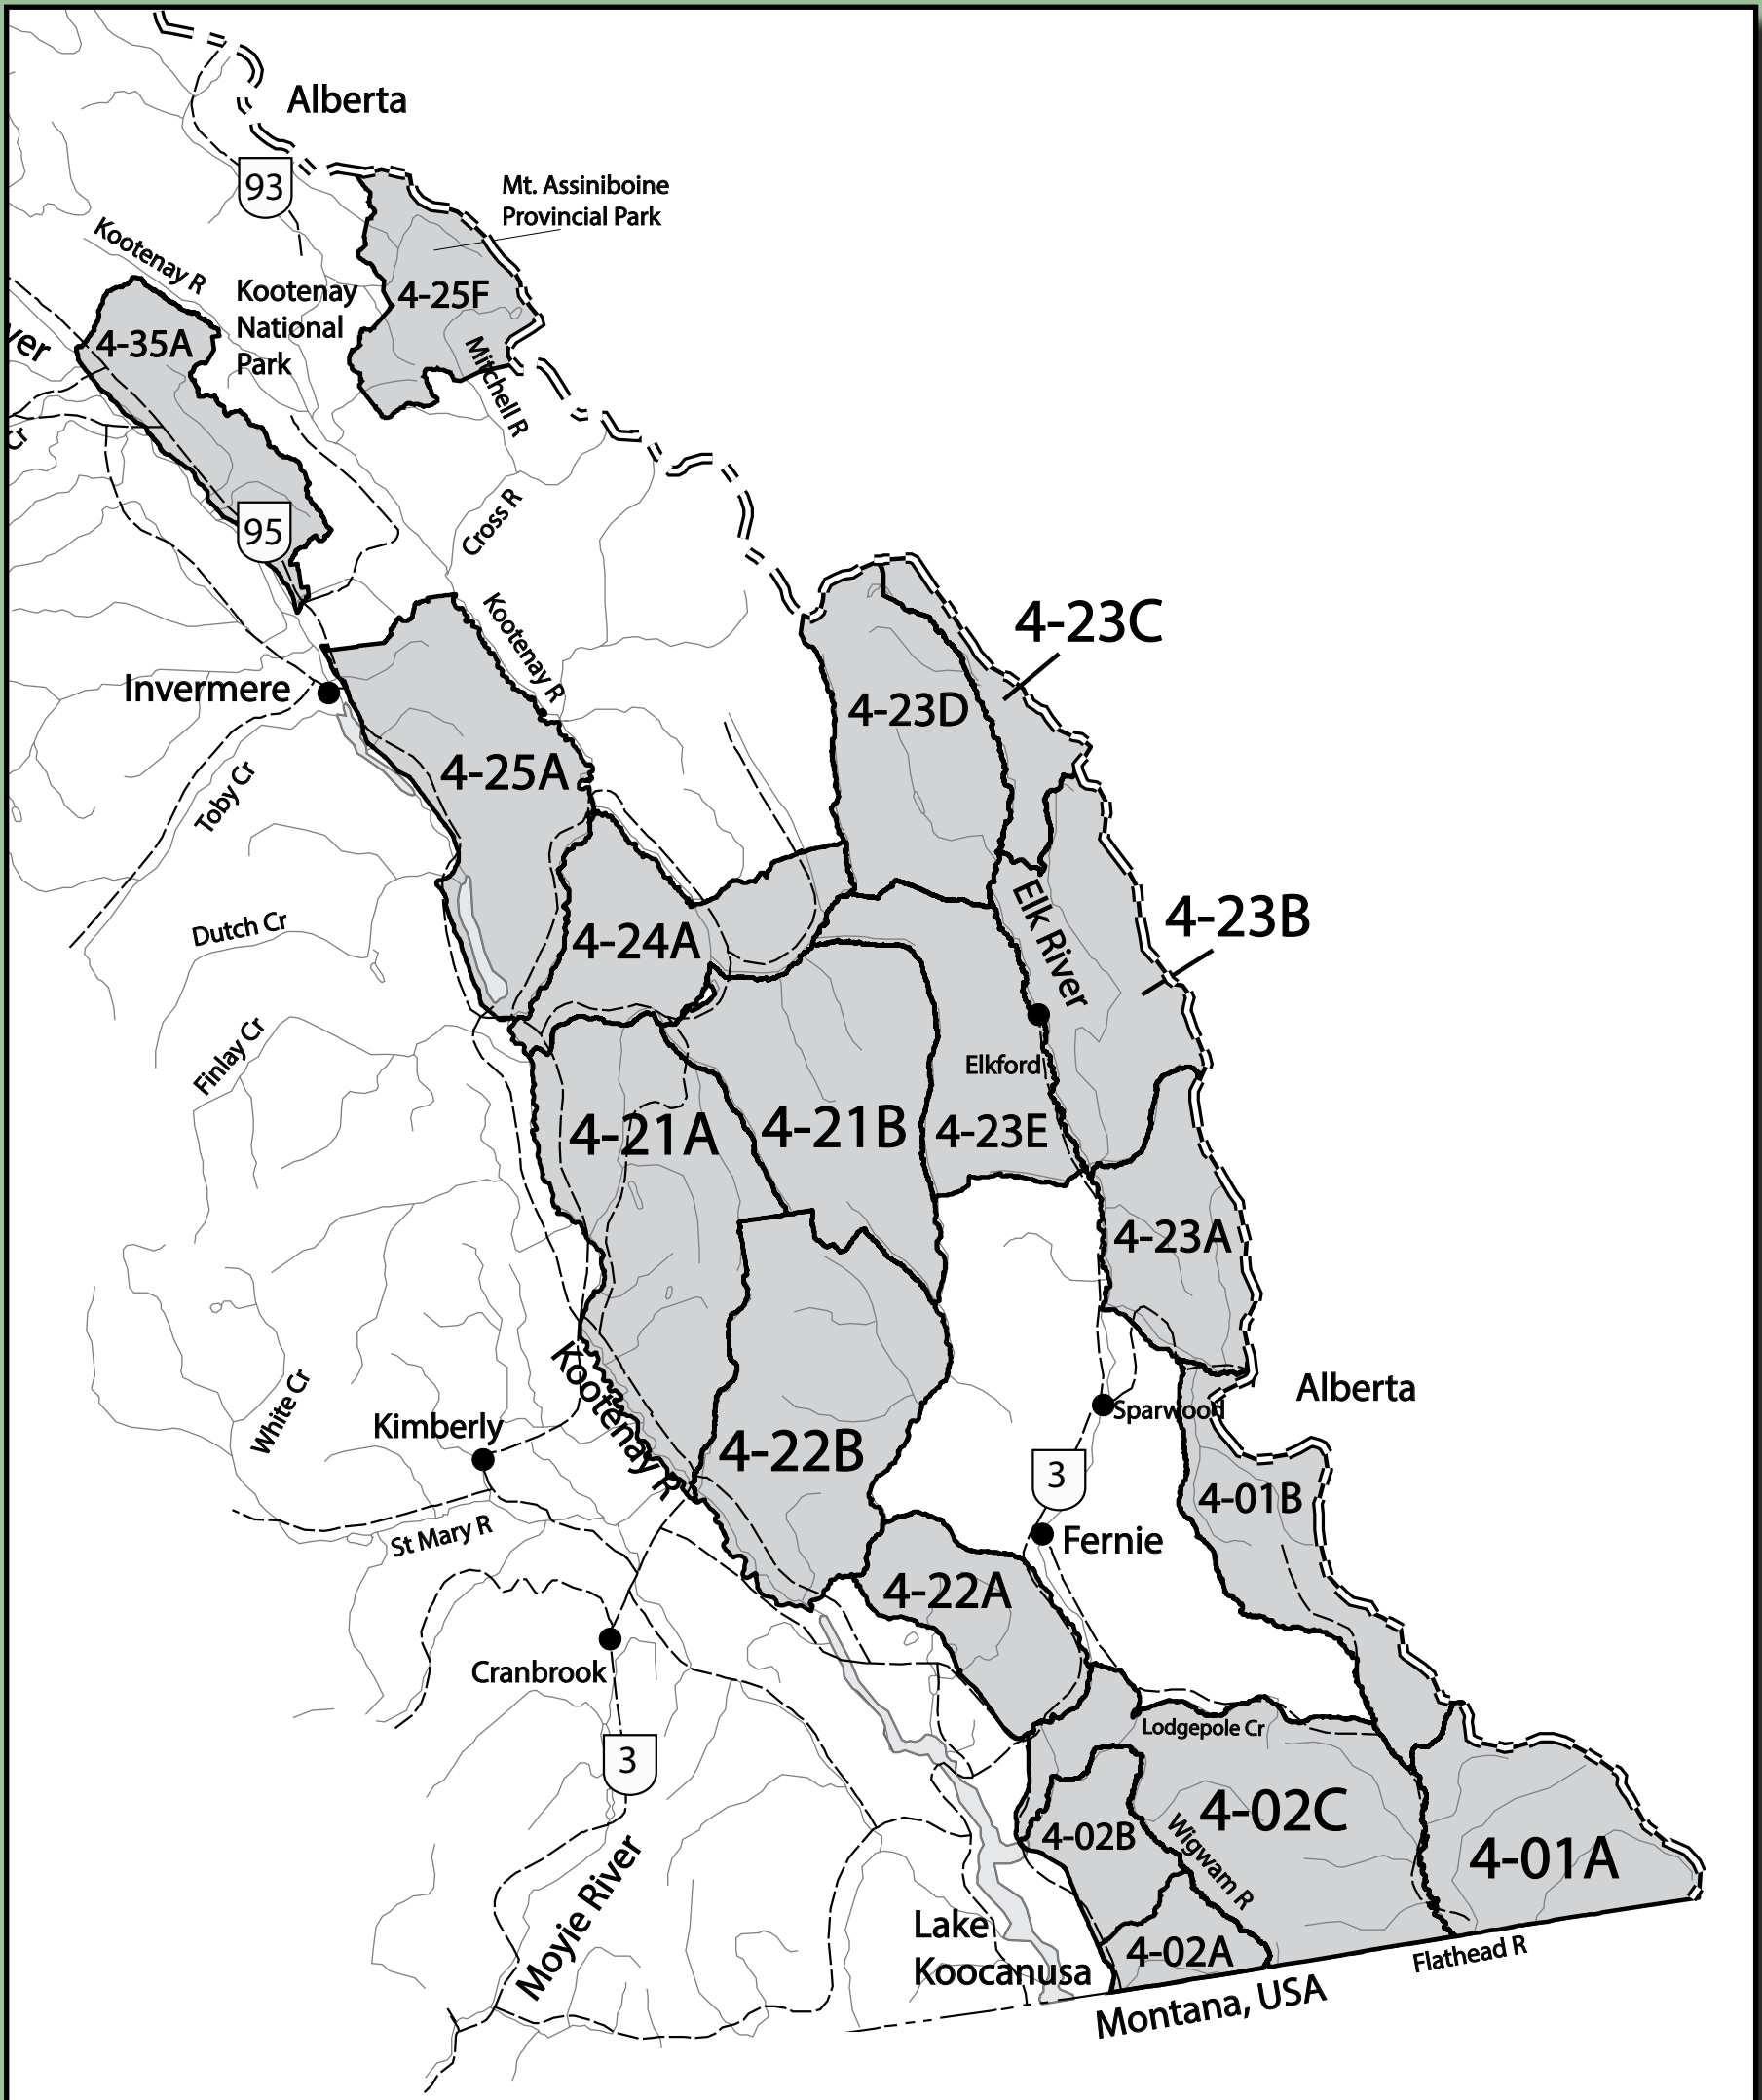 Alberta
93
Mt. Assiniboine
Provincial Park
Kootenay R
Kootenay
National
Park
4-25F
4-35A
ver
Mitchell R
Cr
95
Cross R
Kootenay R
4-23C
Invermere
4-23D
4-25A
Toby Cr
Elk River
4-23B
Dutch Cr
4-24A
Finlay Cr
Elkford
4-21A
4-21B
4-23E
4-23A
Kootenay R
White Cr
Alberta
Kimberly
Sparwood
4-22B
3
4-01B
St Mary R
Fernie
4-22A
Cranbrook
Lodgepole Cr
3
4-02C
4-02B
Wigwam R
4-01A
Moyie River
Lake
Koocanusa
4-02A
Flathead R
Montana, USA